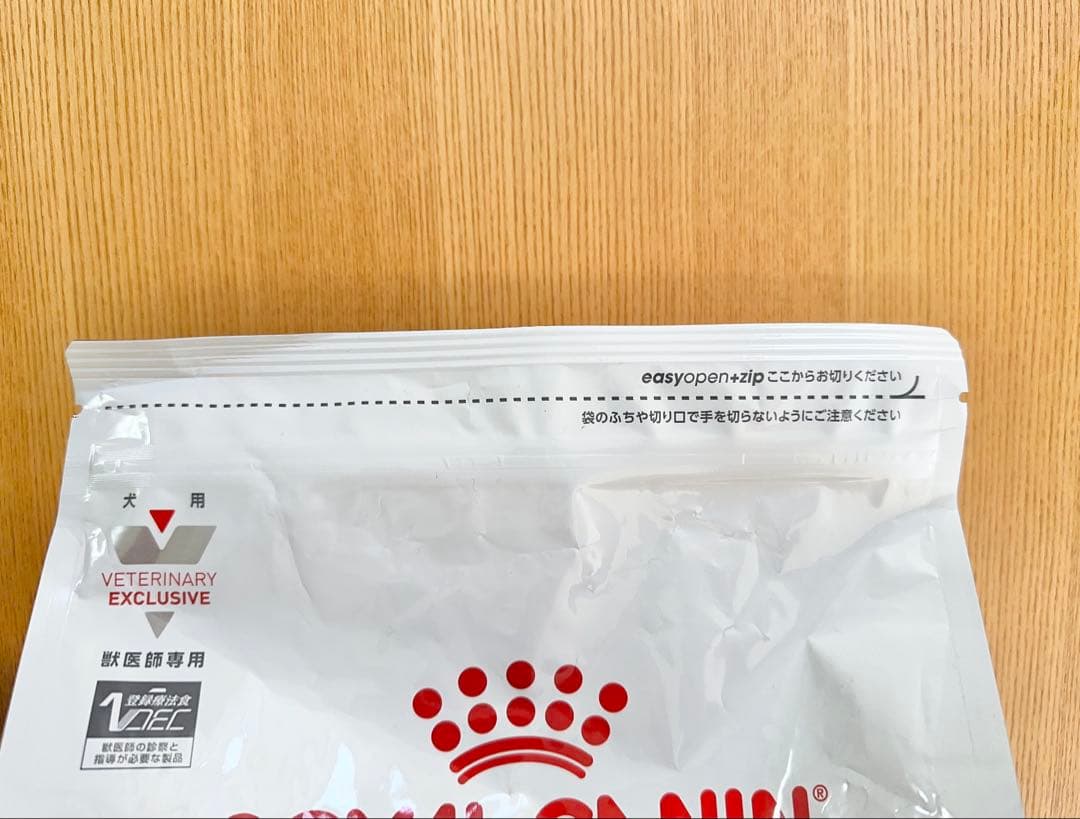 easyopen+zip ここからお切りください
袋のふちや切り口で手を切らないようにご注意ください
犬 用
VETERINARY
EXCLUSIVE
獣医師専用
登録療法食
VDEC
獣医師の診察と
指導が必要な製品
ROYAL CANIN®